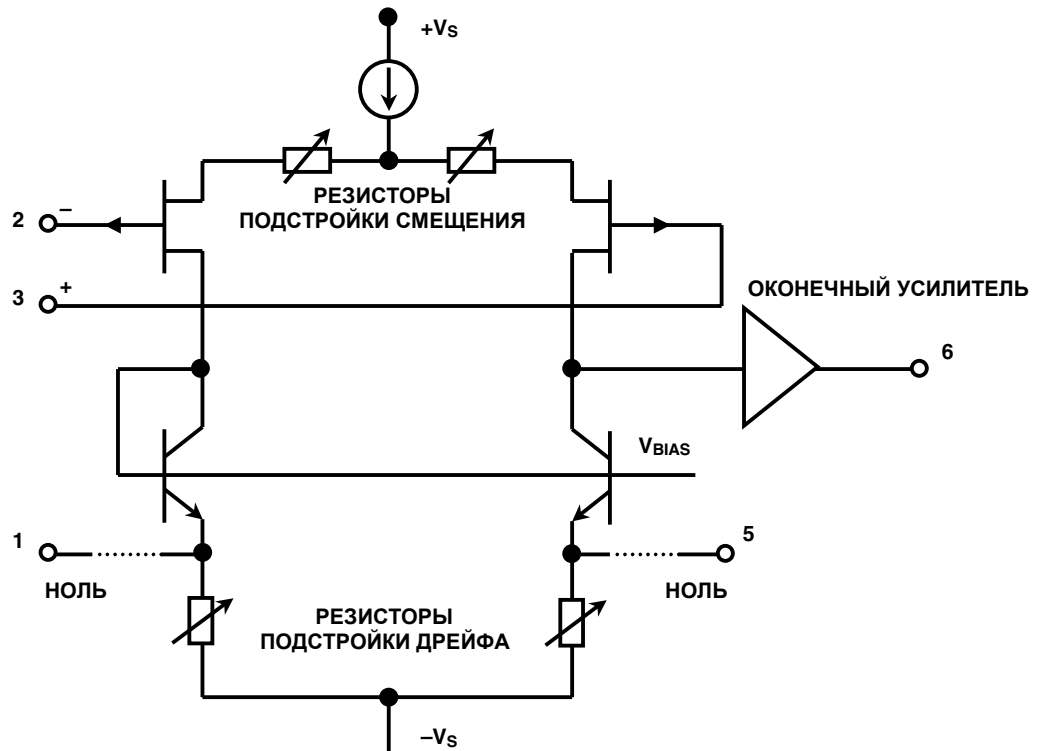 +VS
РЕЗИСТОРЫ
ПОДСТРОЙКИ СМЕЩЕНИЯ
2 –
3 +
ОКОНЕЧНЫЙ УСИЛИТЕЛЬ
6
VBIAS
1
5
НОЛЬ
НОЛЬ
РЕЗИСТОРЫ
ПОДСТРОЙКИ ДРЕЙФА
–VS